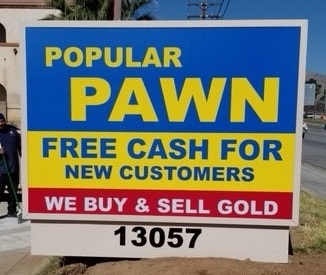 POPULAR
PAWN
FREE CASH FOR
NEW CUSTOMERS
WE BUY & SELL GOLD
13057